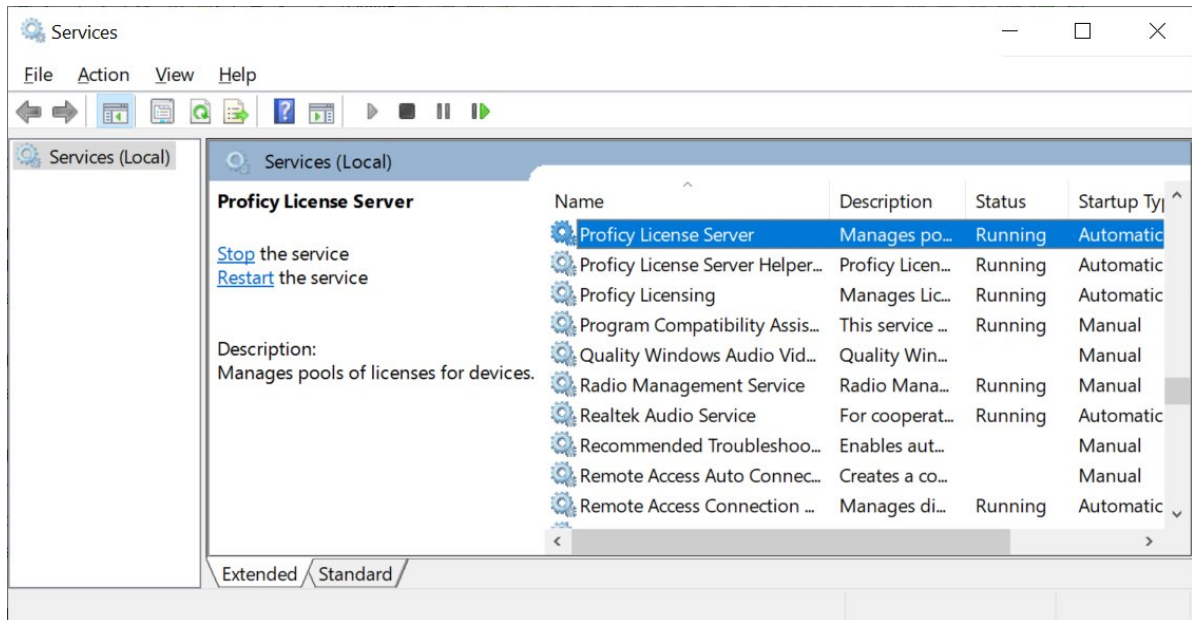 Services
File Action View Help
Services (Local)
Services (Local)
Proficy License Server
Stop the service
Restart the service
Description:
Manages pools of licenses for devices.
Name Description Status Startup Typ
Proficy License Server Manages po... Running Automatic
Proficy License Server Helper... Proficy Licen... Running Automatic
Proficy Licensing Manages Lic... Running Automatic
Program Compatibility Assis... This service ... Running Manual
Quality Windows Audio Vid... Quality Win... Manual
Radio Management Service Radio Mana... Running Manual
Realtek Audio Service For cooperat... Running Automatic
Recommended Troubleshoo... Enables aut... Manual
Remote Access Auto Connec... Creates a co... Manual
Remote Access Connection ... Manages di... Running Automatic
Extended Standard